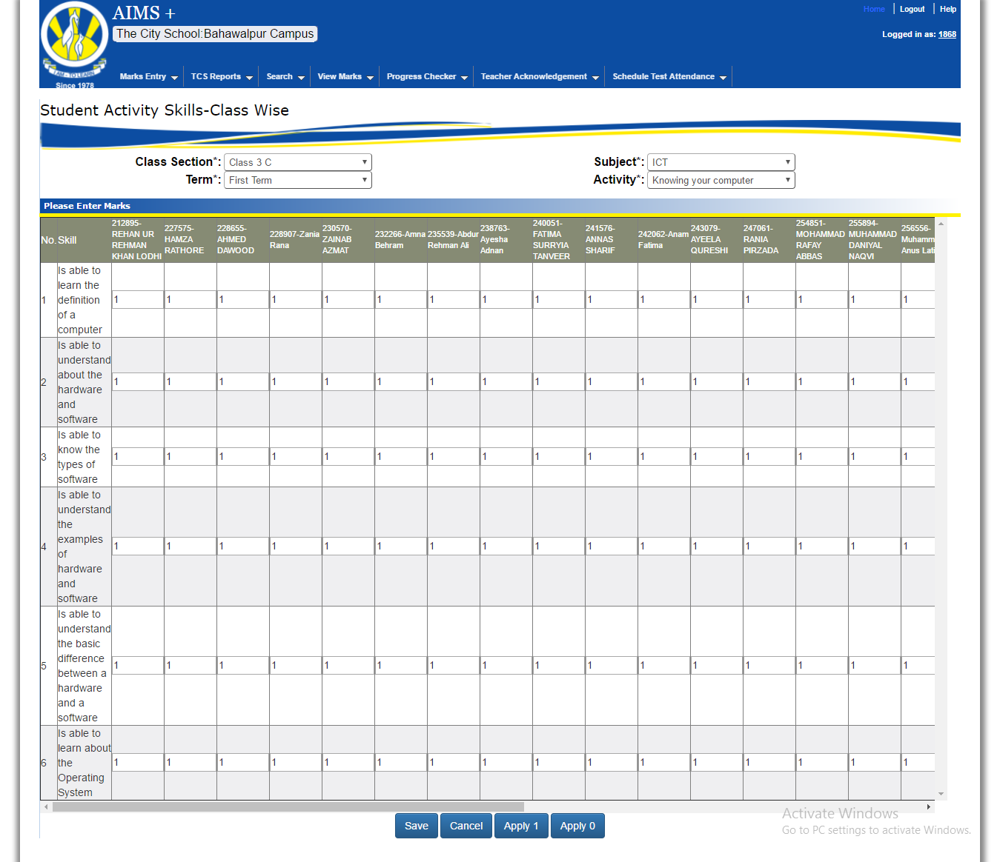 AIMS +
Home | Logout | Help
The City School:Bahawalpur Campus
Logged in as: 1868
I AM - TO LEARN
Since 1978
Marks Entry TCS Reports Search View Marks Progress Checker Teacher Acknowledgement Schedule Test Attendance
Student Activity Skills-Class Wise
Class Section*: Class 3 C Subject*: ICT
Term*: First Term Activity*: Knowing your computer
Please Enter Marks
No. Skill
212895-
REHAN UR
REHMAN
KHAN LODHI
227575-
HAMZA
RATHORE
228655-
AHMED
DAWOOD
228907-Zania
Rana
230570-
ZAINAB
AZMAT
232266-Amna
Behram
235539-Abdur
Rehman Ali
238763-
Ayesha
Adnan
240051-
FATIMA
SURRYIA
TANVEER
241576-
ANNAS
SHARIF
242062-Anam
Fatima
243079-
AYEELA
QURESHI
247061-
RANIA
PIRZADA
254851-
MOHAMMAD
RAFAY
ABBAS
255894-
MUHAMMAD
DANIYAL
NAQVI
256556-
Muhamm
Anus Lati
Is able to
learn the
1 definition 1 1 1 1 1 1 1 1 1 1 1 1 1 1 1 1
of a
computer
Is able to
understand
about the
2 hardware 1 1 1 1 1 1 1 1 1 1 1 1 1 1 1 1
and
software
Is able to
know the
3 types of 1 1 1 1 1 1 1 1 1 1 1 1 1 1 1 1
software
Is able to
understand
the
examples
4 of 1 1 1 1 1 1 1 1 1 1 1 1 1 1 1 1
hardware
and
software
Is able to
understand
the basic
difference
5 between a 1 1 1 1 1 1 1 1 1 1 1 1 1 1 1 1
hardware
and a
software
Is able to
learn about
6 the 1 1 1 1 1 1 1 1 1 1 1 1 1 1 1 1
Operating
System
Save Cancel Apply 1 Apply 0
Activate Windows
Go to PC settings to activate Windows.